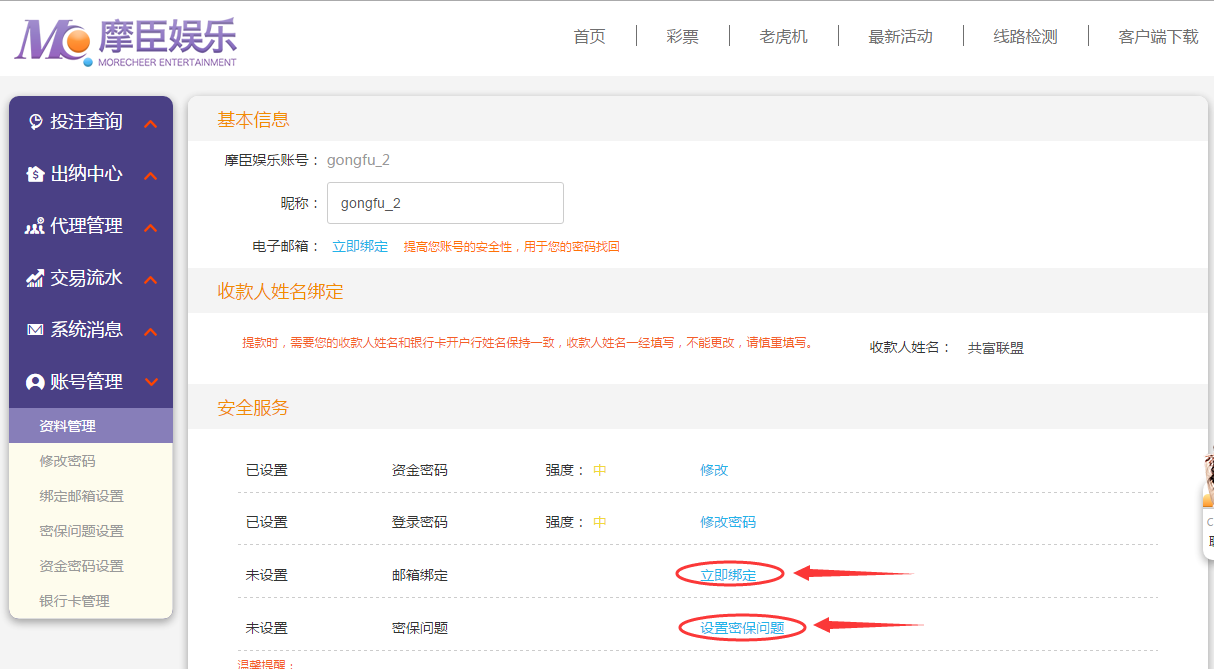 摩臣娱乐
MORECHEER ENTERTAINMENT
首页 彩票 老虎机 最新活动 线路检测 客户端下载
投注查询
出纳中心
代理管理
交易流水
系统消息
账号管理
资料管理
修改密码
绑定邮箱设置
密保问题设置
资金密码设置
银行卡管理
基本信息
摩臣娱乐账号： gongfu_2
昵称： gongfu_2
电子邮箱： 立即绑定 提高您账号的安全性，用于您的密码找回
收款人姓名绑定
提款时，需要您的收款人姓名和银行卡开户行姓名保持一致，收款人姓名一经填写，不能更改，请慎重填写。 收款人姓名： 共富联盟
安全服务
已设置 资金密码 强度： 中 修改
已设置 登录密码 强度： 中 修改密码
未设置 邮箱绑定 立即绑定
未设置 密保问题 设置密保问题
温馨提醒：